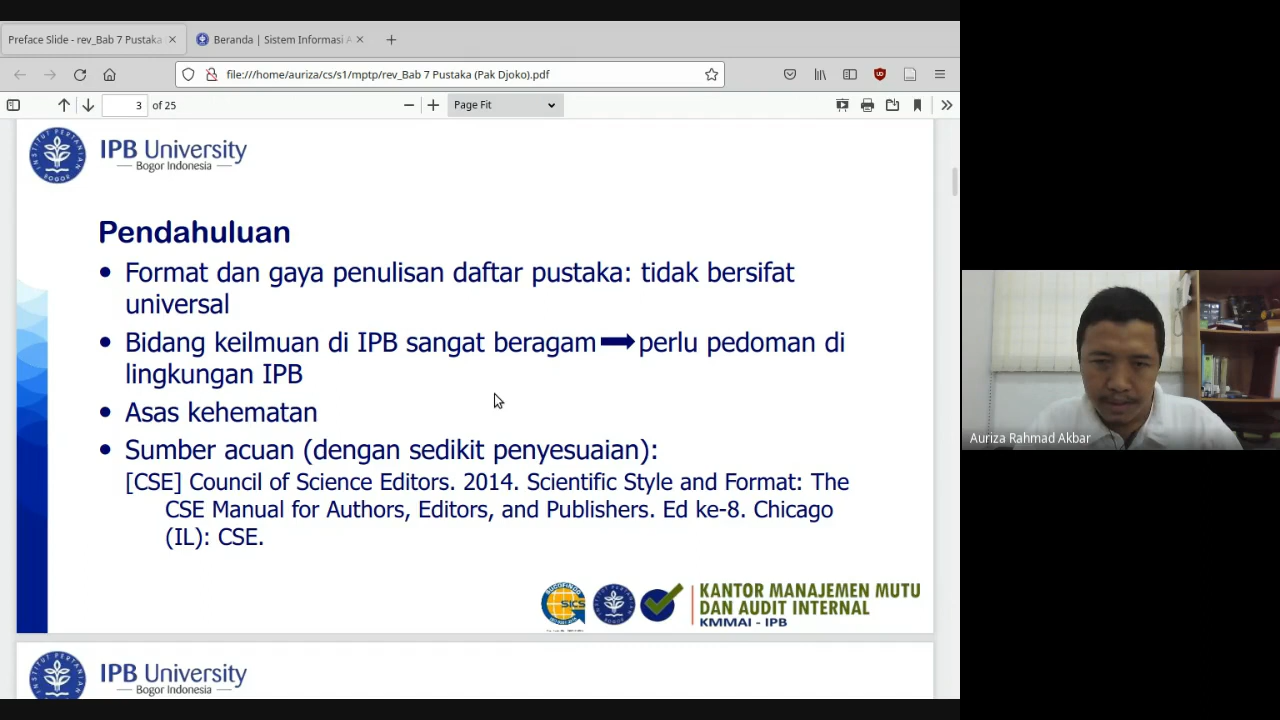 Preface Slide - rev_Bab 7 Pustaka
Beranda | Sistem Informasi A
file:///home/auriza/cs/s1/mptp/rev_Bab 7 Pustaka (Pak Djoko).pdf
3 of 25
Page Fit
INSTITUT PERTANIAN BOGOR
IPB University
Bogor Indonesia
Pendahuluan
• Format dan gaya penulisan daftar pustaka: tidak bersifat
universal
• Bidang keilmuan di IPB sangat beragam ➡ perlu pedoman di
lingkungan IPB
• Asas kehematan
• Sumber acuan (dengan sedikit penyesuaian):
[CSE] Council of Science Editors. 2014. Scientific Style and Format: The
CSE Manual for Authors, Editors, and Publishers. Ed ke-8. Chicago
(IL): CSE.
SICS
KANTOR MANAJEMEN MUTU
DAN AUDIT INTERNAL
KMMAI - IPB
IPB University
Bogor Indonesia
Auriza Rahmad Akbar